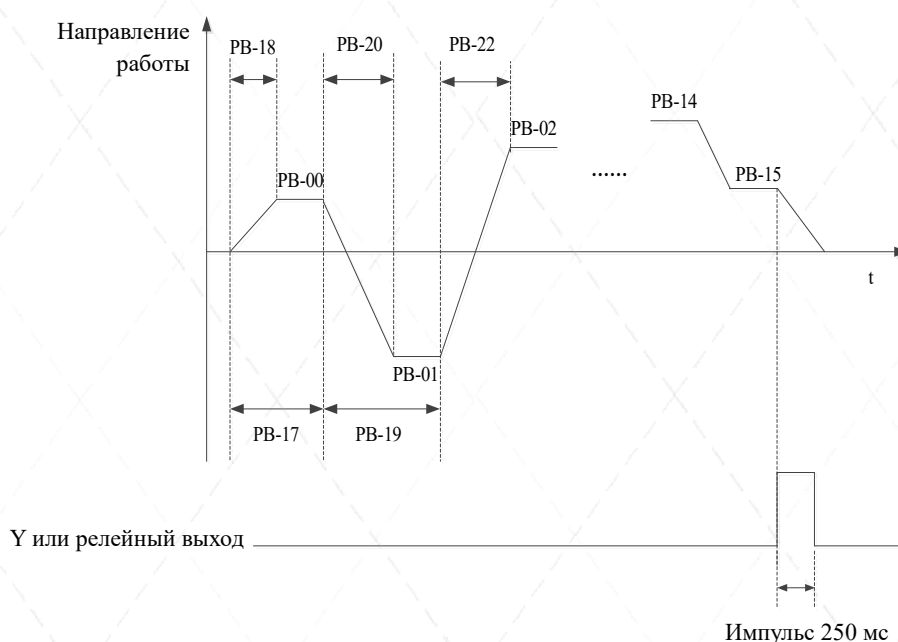 Направление
работы
PB-18
PB-20
PB-22
PB-14
PB-02
PB-00
......
PB-15
t
PB-01
PB-17
PB-19
Y или релейный выход
Импульс 250 мс